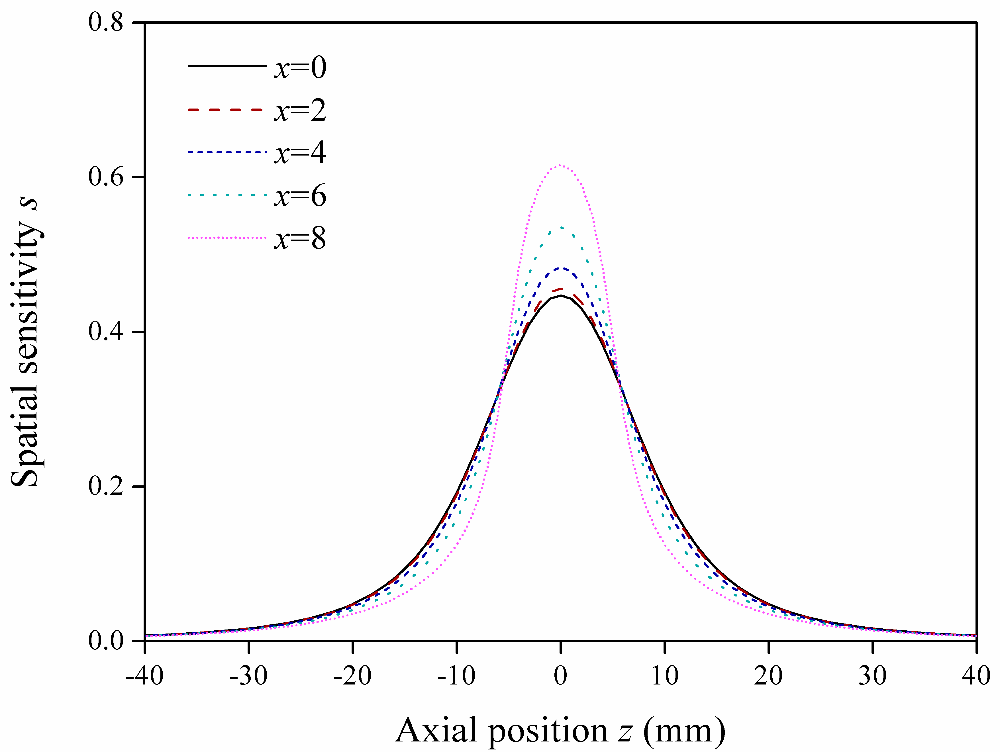 0.8
0.6
0.4
0.2
0.0
Spatial sensitivity s
x=0
x=2
x=4
x=6
x=8
-40 -30 -20 -10 0 10 20 30 40
Axial position z (mm)